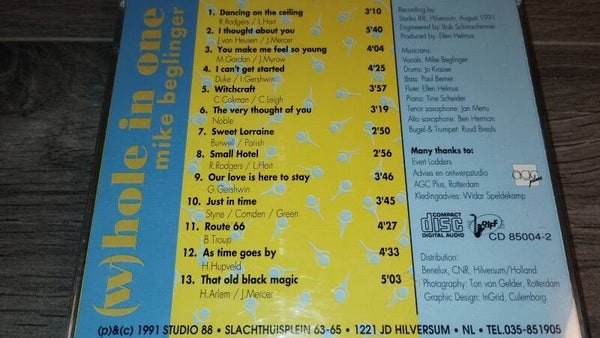 (w)hole in one
mike beglinger
1. Dancing on the ceiling 3'10
R.Rodgers / L.Hart
2. I thought about you 5'40
J.van Heusen / J.Mercer
3. You make me feel so young 4'04
M.Gordon / J.Myrow
4. I can't get started 4'25
Duke / I.Gershwin
5. Witchcraft 3'57
C.Cokman / C.Leigh
6. The very thought of you 3'19
Noble
7. Sweet Lorraine 2'50
Burwell / Parish
8. Small Hotel 2'56
R.Rodgers / L.Hart
9. Our love is here to stay 3'46
G.Gershwin
10. Just in time 3'45
Styne / Comden / Green
11. Route 66 4'27
B.Troup
12. As time goes by 4'33
H.Hupveld
13. That old black magic 5'03
H.Arlem / J.Mercer
Recording by:
Studio 88, Hilversum, August 1991
Engineered by: Bob Schimscheimer
Produced by: Ellen Helmus
Musicians:
Vocals: Mike Beglinger
Drums: Jo Krause
Bass: Paul Berner
Flute: Ellen Helmus
Piano: Tine Scheider
Tenor saxophone: Jan Menu
Alto saxophone: Ben Herman
Bugel & Trumpet: Ruud Breuls
Many thanks to:
Evert Lodders
Advies en ontwerpstudio
AGC Plus, Rotterdam
Kledingadvies: Widar Speldekamp
COMPACT
disc
DIGITAL AUDIO
CD 85004-2
Distribution:
Benelux, CNR, Hilversum/Holland
Photography: Ton van Gelder, Rotterdam
Graphic Design: InGrid, Culemborg
(p)&(c) 1991 STUDIO 88 • SLACHTHUISPLEIN 63-65 • 1221 JD HILVERSUM • NL • TEL.035-851905